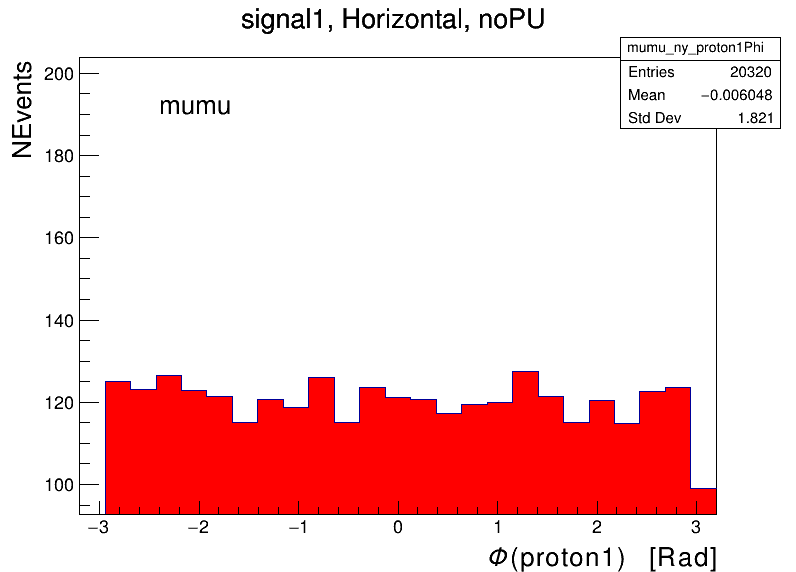 signal1, Horizontal, noPU
mumu_ny_proton1Phi
Entries 20320
Mean −0.006048
Std Dev 1.821
NEvents
mumu
200
180
160
140
120
100
−3 −2 −1 0 1 2 3
Φ(proton1) [Rad]